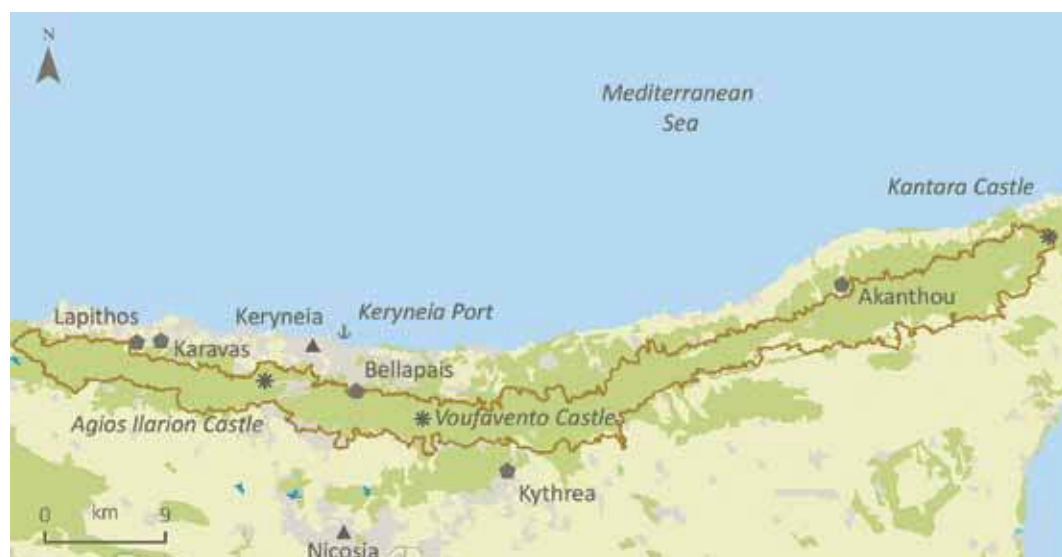 N
Mediterranean
Sea
Kantara Castle
Lapithos
Keryneia
Keryneia Port
Akanthou
Karavas
Bellapais
Agios Ilarion Castle
Voufavento Castle
Kythrea
0 km 9
Nicosia